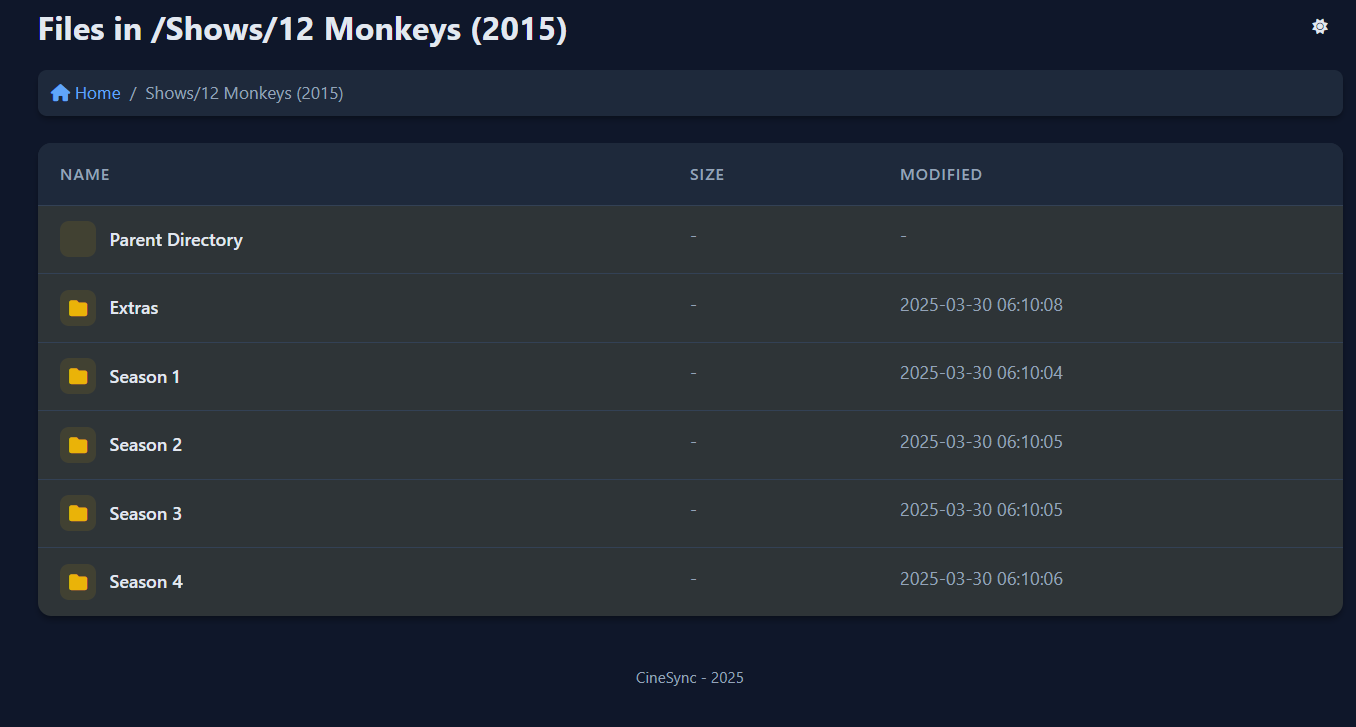 Files in /Shows/12 Monkeys (2015)
Home / Shows/12 Monkeys (2015)
NAME SIZE MODIFIED
Parent Directory - -
Extras - 2025-03-30 06:10:08
Season 1 - 2025-03-30 06:10:04
Season 2 - 2025-03-30 06:10:05
Season 3 - 2025-03-30 06:10:05
Season 4 - 2025-03-30 06:10:06
CineSync - 2025